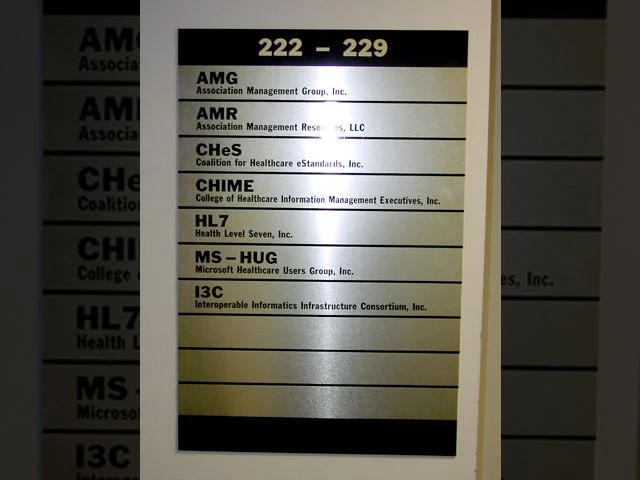 222 – 229
AMG
Association Management Group, Inc.
AMR
Association Management Resources, LLC
CHeS
Coalition for Healthcare eStandards, Inc.
CHIME
College of Healthcare Information Management Executives, Inc.
HL7
Health Level Seven, Inc.
MS – HUG
Microsoft Healthcare Users Group, Inc.
I3C
Interoperable Informatics Infrastructure Consortium, Inc.